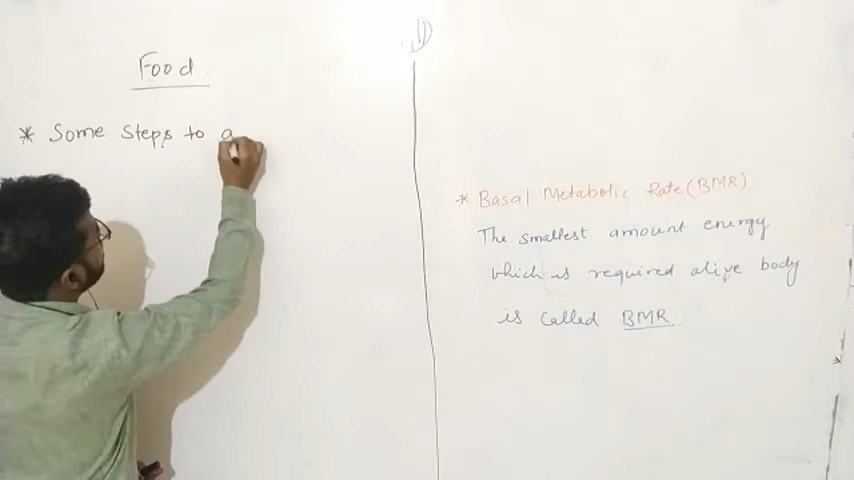 Food
* Some Steps to a
* Basal Metabolic Rate (BMR)
The smallest amount energy
which is required alive body
is called BMR.